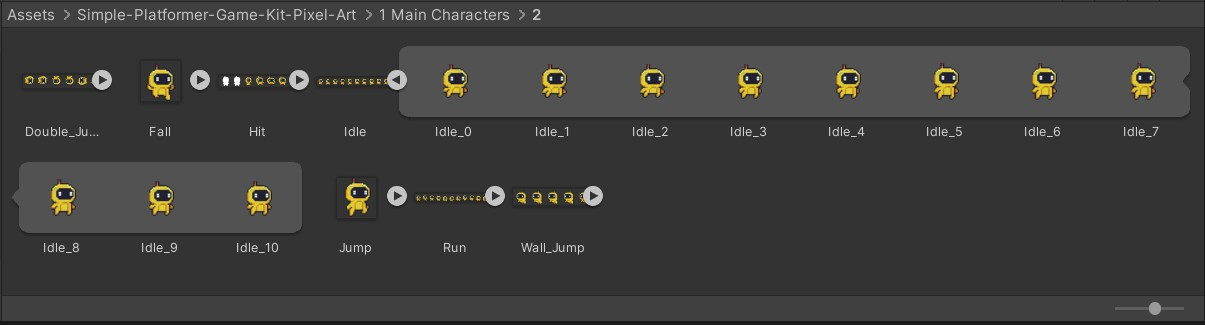 Assets > Simple-Platformer-Game-Kit-Pixel-Art > 1 Main Characters > 2
Double_Ju... Fall Hit Idle Idle_0 Idle_1 Idle_2 Idle_3 Idle_4 Idle_5 Idle_6 Idle_7
Idle_8 Idle_9 Idle_10 Jump Run Wall_Jump